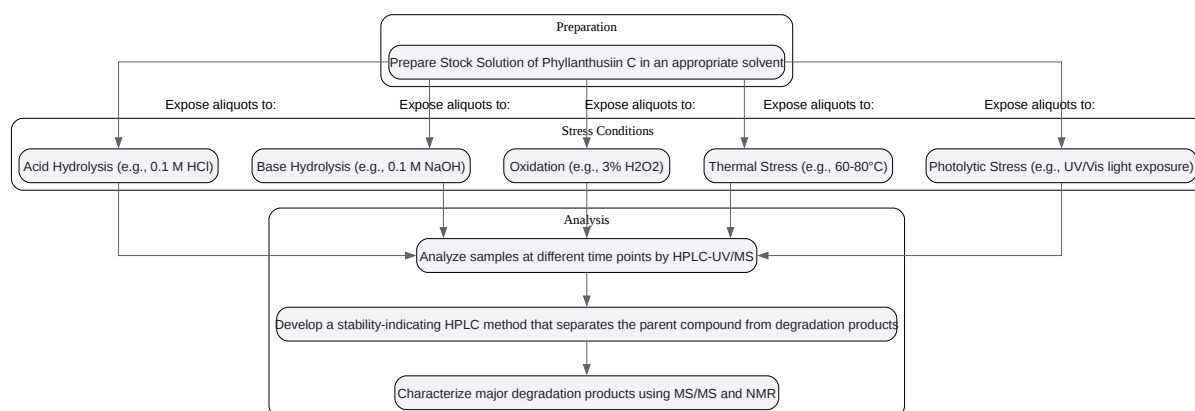 Preparation
Prepare Stock Solution of Phyllanthusiin C in an appropriate solvent
Expose aliquots to:
Expose aliquots to:
Expose aliquots to:
Expose aliquots to:
Expose aliquots to:
Stress Conditions
Acid Hydrolysis (e.g., 0.1 M HCl)
Base Hydrolysis (e.g., 0.1 M NaOH)
Oxidation (e.g., 3% H2O2)
Thermal Stress (e.g., 60-80°C)
Photolytic Stress (e.g., UV/Vis light exposure)
Analysis
Analyze samples at different time points by HPLC-UV/MS
Develop a stability-indicating HPLC method that separates the parent compound from degradation products
Characterize major degradation products using MS/MS and NMR